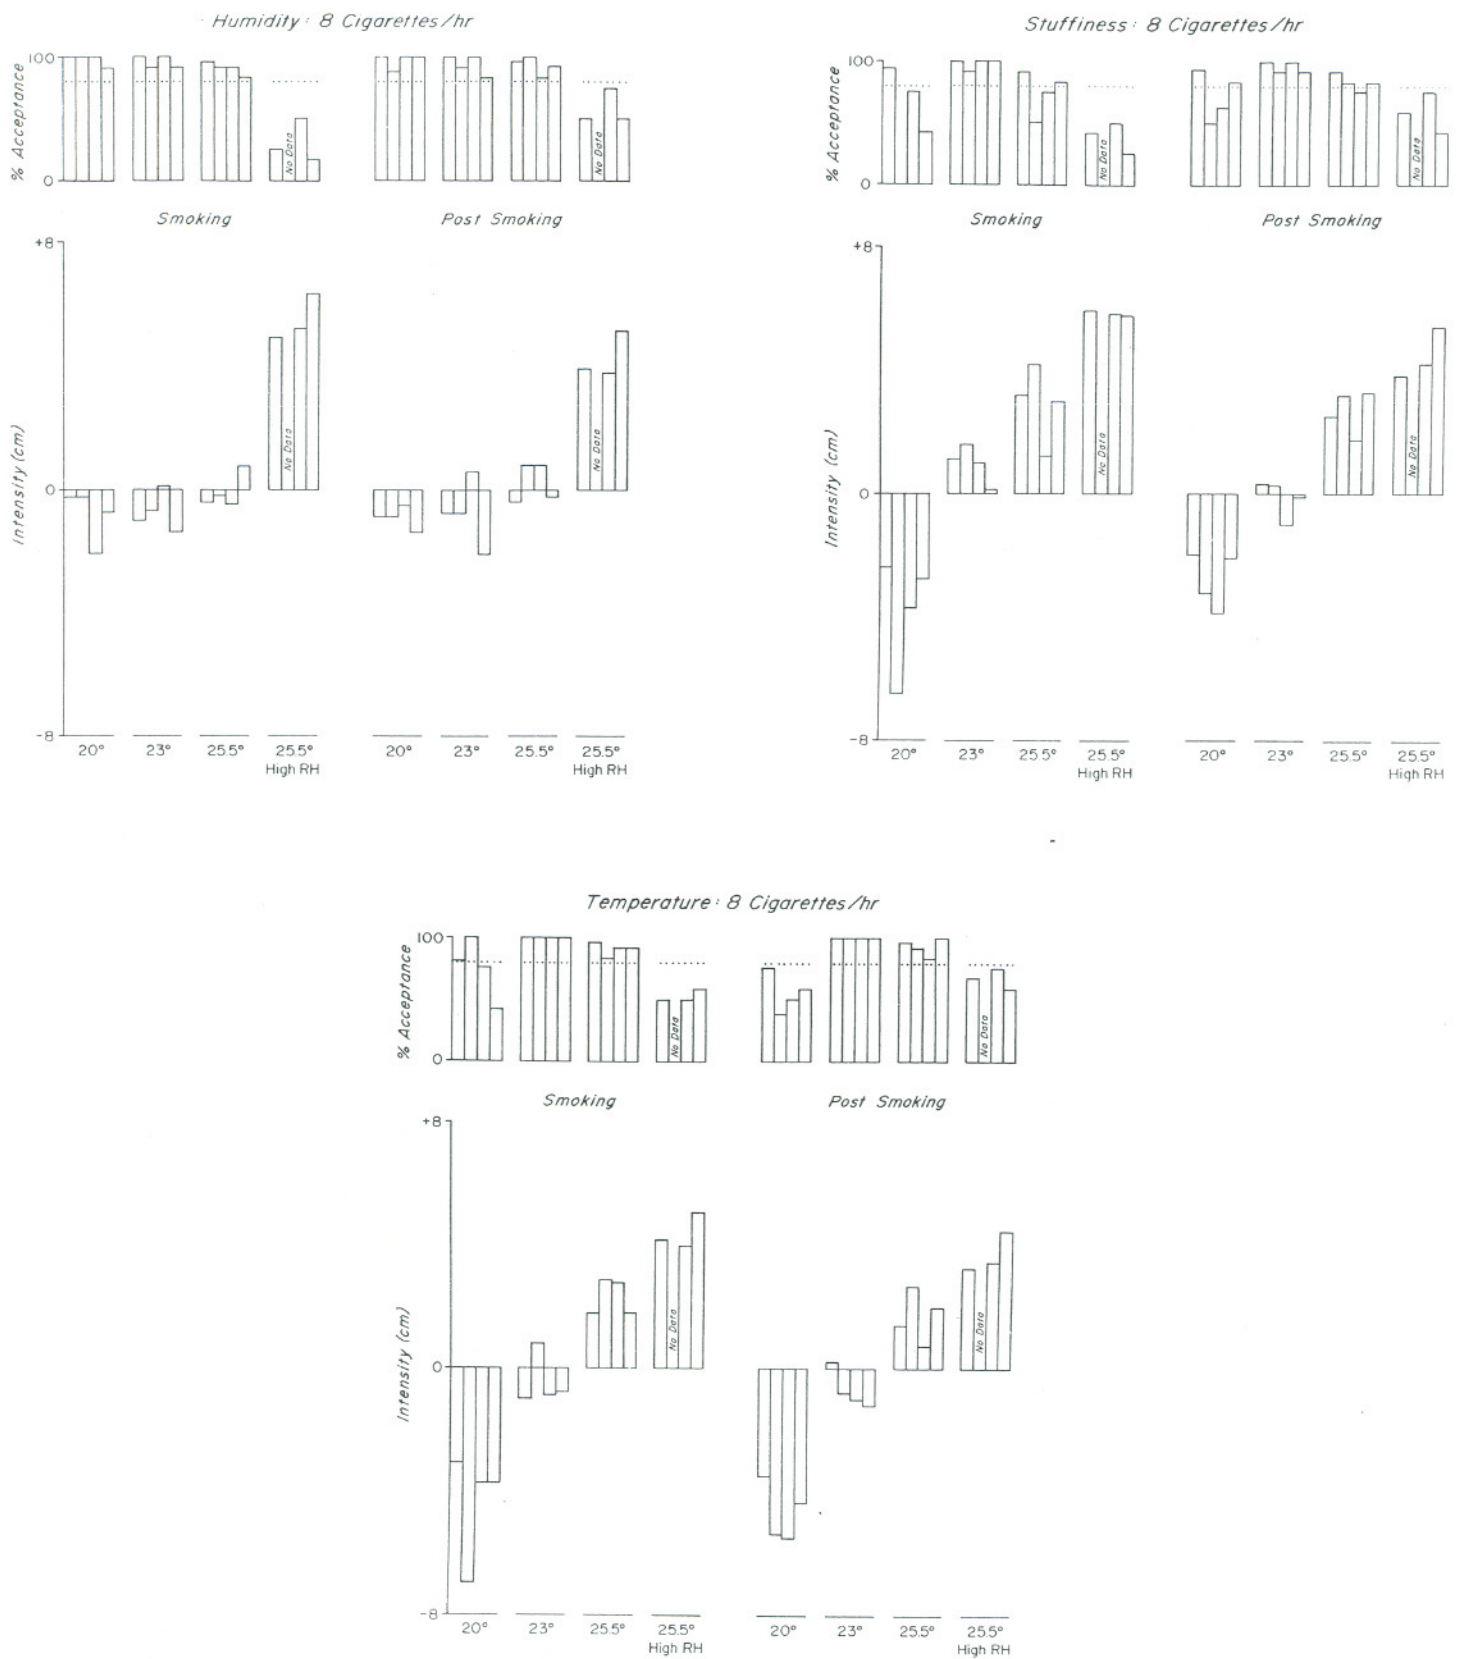 Humidity: 8 Cigarettes/hr
100
% Acceptance
0
No Data
No Data
Smoking
Post Smoking
+8
Intensity (cm)
0
No Data
No Data
-8
20°
23°
25.5°
25.5°
High RH
20°
23°
25.5°
25.5°
High RH
Stuffiness: 8 Cigarettes/hr
100
% Acceptance
0
No Data
No Data
Smoking
Post Smoking
+8
Intensity (cm)
0
No Data
No Data
-8
20°
23°
25.5°
25.5°
High RH
20°
23°
25.5°
25.5°
High RH
Temperature: 8 Cigarettes/hr
100
% Acceptance
0
No Data
No Data
Smoking
Post Smoking
+8
Intensity (cm)
0
No Data
No Data
-8
20°
23°
25.5°
25.5°
High RH
20°
23°
25.5°
25.5°
High RH